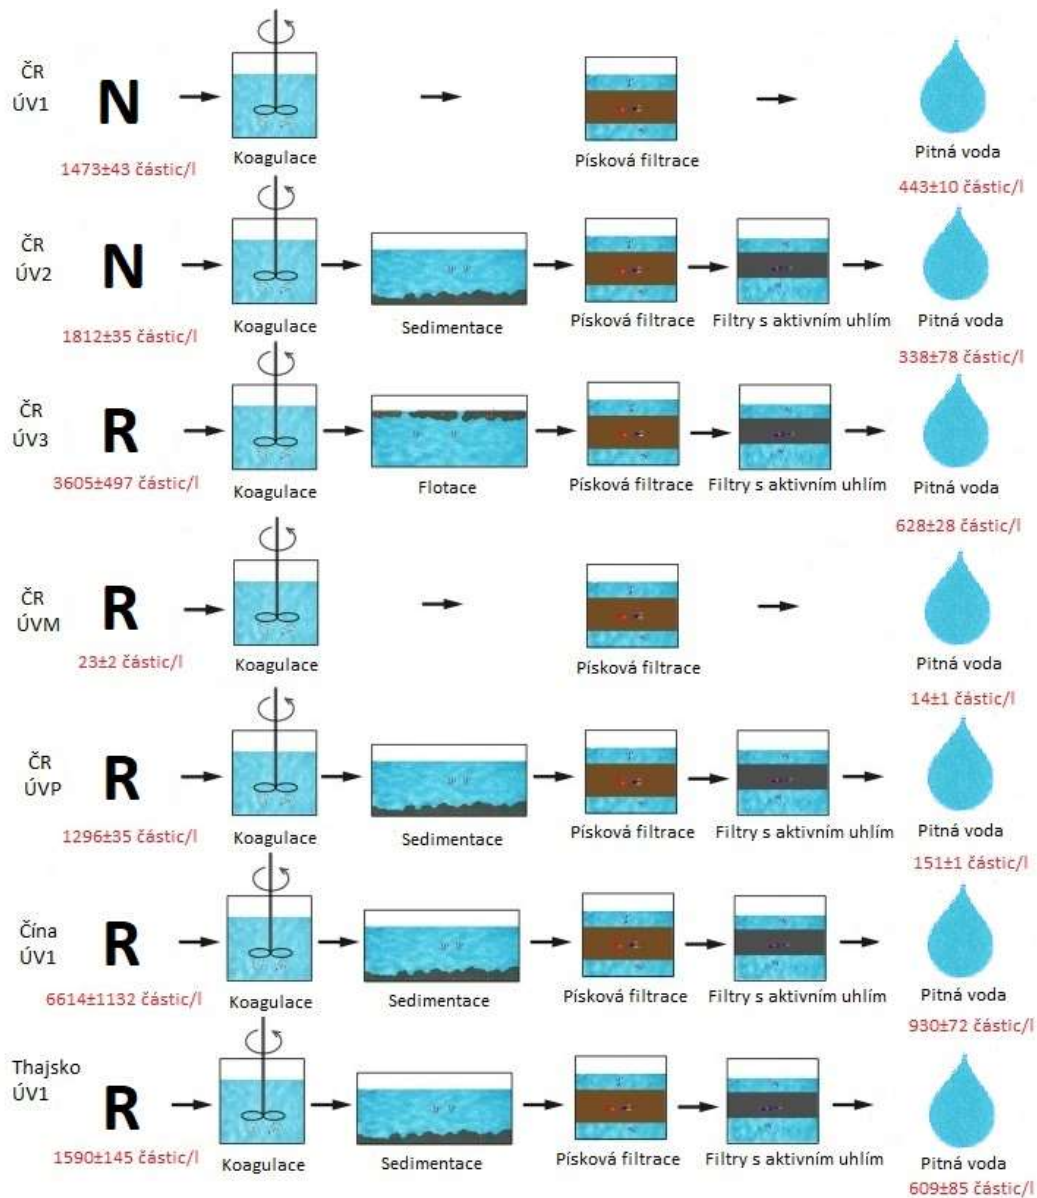 ČR
ÚV1
N
1473±43 částic/l
Koagulace
Písková filtrace
Pitná voda
443±10 částic/l
ČR
ÚV2
N
1812±35 částic/l
Koagulace
Sedimentace
Písková filtrace
Filtry s aktivním uhlím
Pitná voda
338±78 částic/l
ČR
ÚV3
R
3605±497 částic/l
Koagulace
Flotace
Písková filtrace
Filtry s aktivním uhlím
Pitná voda
628±28 částic/l
ČR
ÚVM
R
23±2 částic/l
Koagulace
Písková filtrace
Pitná voda
14±1 částic/l
ČR
ÚVP
R
1296±35 částic/l
Koagulace
Sedimentace
Písková filtrace
Filtry s aktivním uhlím
Pitná voda
151±1 částic/l
Čína
ÚV1
R
6614±1132 částic/l
Koagulace
Sedimentace
Písková filtrace
Filtry s aktivním uhlím
Pitná voda
930±72 částic/l
Thajsko
ÚV1
R
1590±145 částic/l
Koagulace
Sedimentace
Písková filtrace
Filtry s aktivním uhlím
Pitná voda
609±85 částic/l